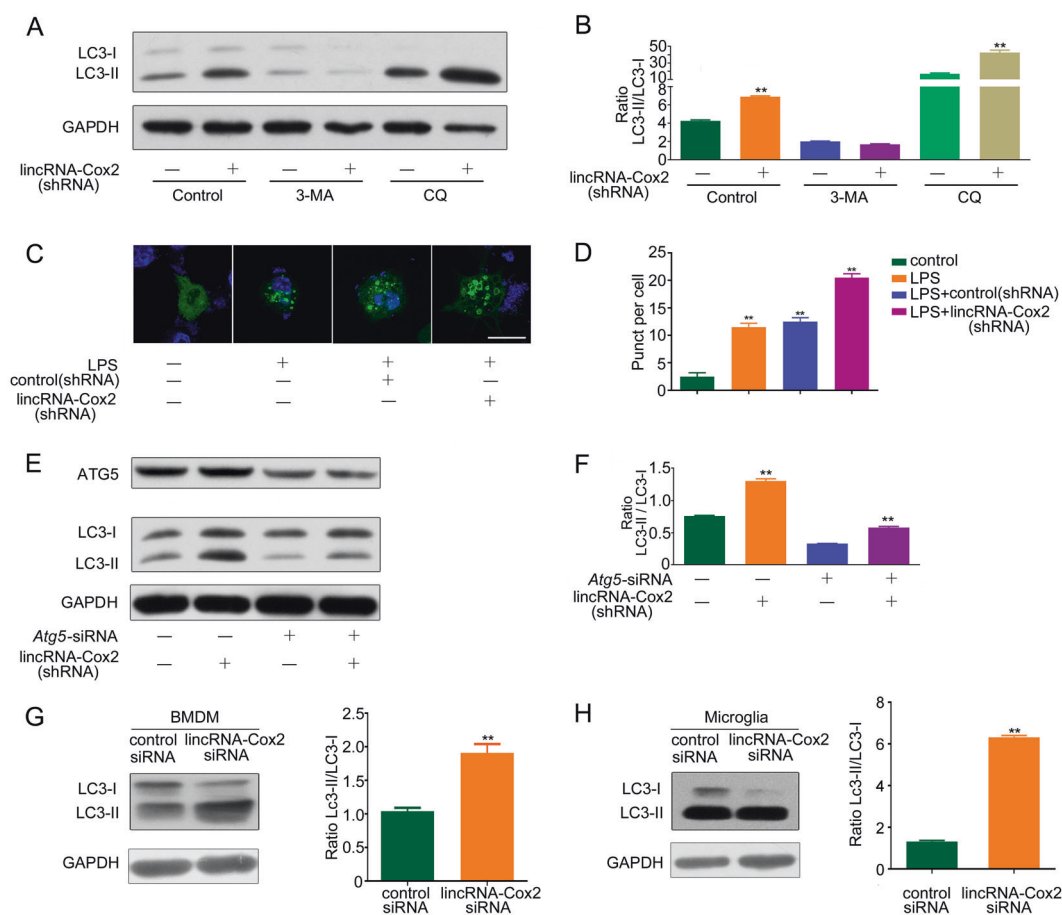 A
LC3-I
LC3-II
GAPDH
lincRNA-Cox2 — + — + — +
(shRNA)
Control 3-MA CQ
B
Ratio
LC3-II/LC3-I
50
40
30
20
10
8
6
4
2
0
** **
lincRNA-Cox2 — + — + — +
(shRNA)
Control 3-MA CQ
C
LPS — + + +
control(shRNA) — — + —
lincRNA-Cox2 — — — +
(shRNA)
D
Punct per cell
25
20
15
10
5
0
** ** **
control
LPS
LPS+control(shRNA)
LPS+lincRNA-Cox2
(shRNA)
E
ATG5
LC3-I
LC3-II
GAPDH
Atg5-siRNA — — + +
lincRNA-Cox2 — + — +
(shRNA)
F
Ratio
LC3-II / LC3-I
1.5
1.0
0.5
0
** **
Atg5-siRNA — — + +
lincRNA-Cox2 — + — +
(shRNA)
G
BMDM
control lincRNA-Cox2
siRNA siRNA
LC3-I
LC3-II
GAPDH
Ratio Lc3-II/LC3-I
2.5
2.0
1.5
1.0
0.5
0
**
control lincRNA-Cox2
siRNA siRNA
H
Microglia
control lincRNA-Cox2
siRNA siRNA
LC3-I
LC3-II
GAPDH
Ratio Lc3-II/LC3-I
8
6
4
2
0
**
control lincRNA-Cox2
siRNA siRNA